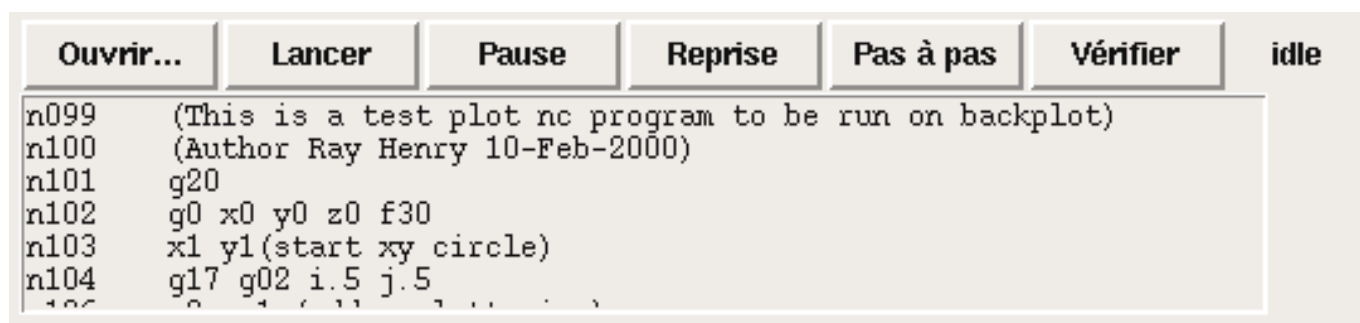 Ouvrir... Lancer Pause Reprise Pas à pas Vérifier idle
n099 (This is a test plot nc program to be run on backplot)
n100 (Author Ray Henry 10-Feb-2000)
n101 g20
n102 g0 x0 y0 z0 f30
n103 x1 y1(start xy circle)
n104 g17 g02 i.5 j.5